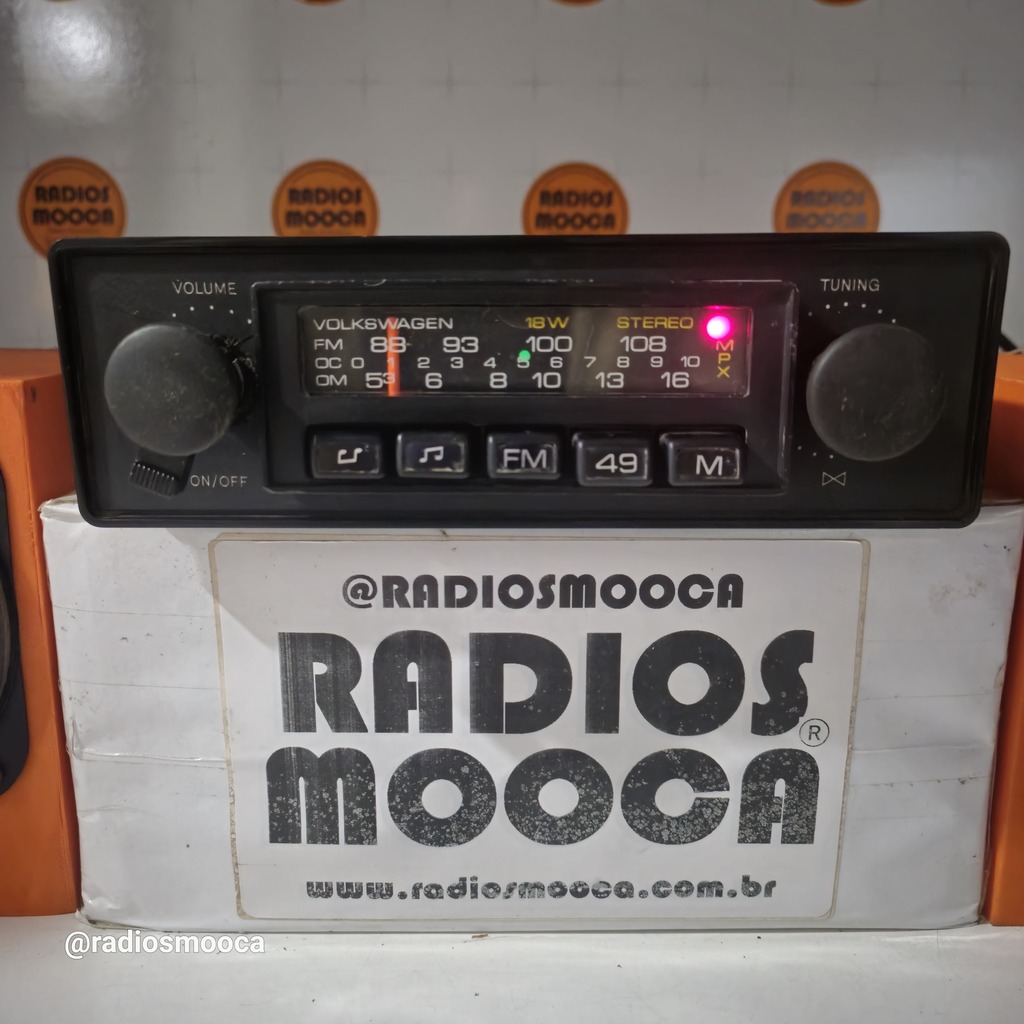 RADIOS MOOCA
RADIOS MOOCA
RADIOS MOOCA
RADIOS MOOCA
VOLUME
TUNING
VOLKSWAGEN 18W STEREO
FM 88 93 100 108 M
OC 0 1 2 3 4 5 6 7 8 9 10 P
X
OM 53 6 8 10 13 16
FM 49 M
ON/OFF
@RADIOSMOOCA
RADIOS
MOOCA ®
www.radiosmooca.com.br
@radiosmooca